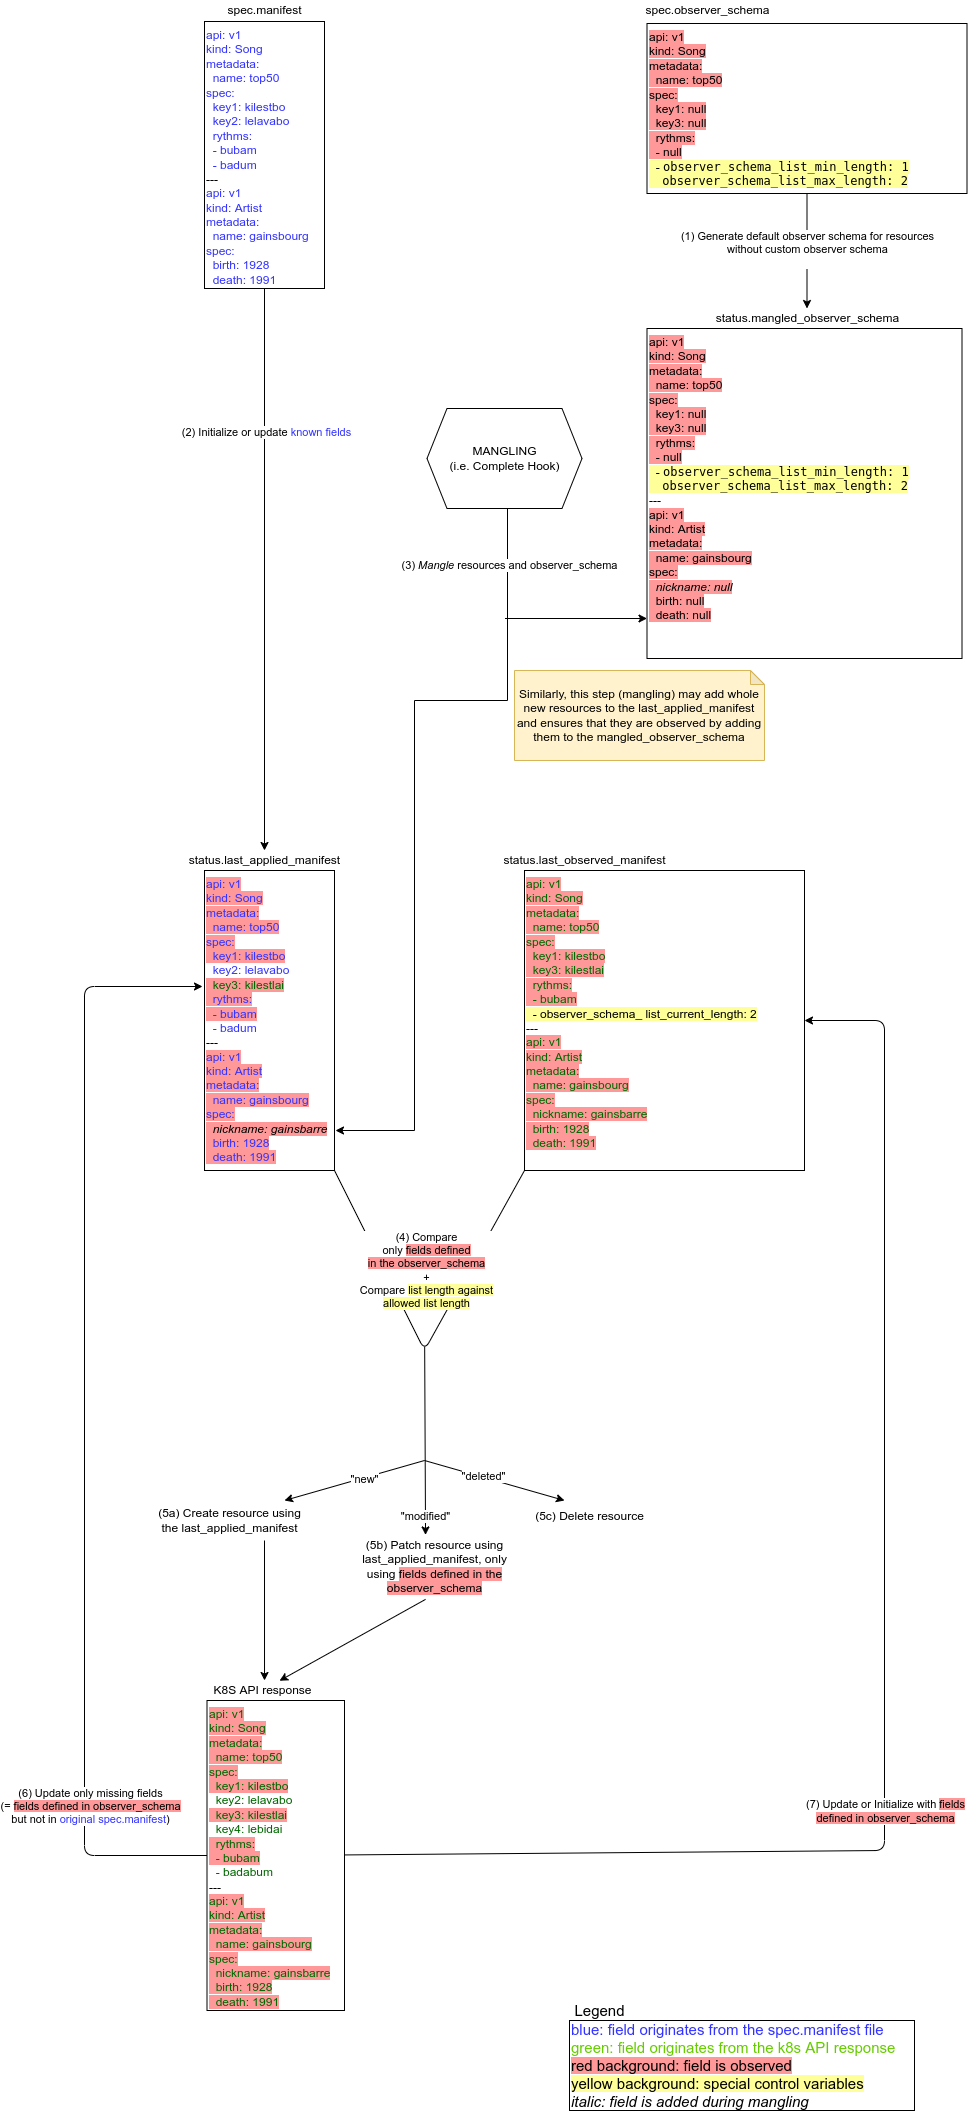 spec.manifest
api: v1
kind: Song
metadata:
name: top50
spec:
key1: kilestbo
key2: lelavabo
rythms:
- bubam
- badum
---
api: v1
kind: Artist
metadata:
name: gainsbourg
spec:
birth: 1928
death: 1991
spec.observer_schema
api: v1
kind: Song
metadata:
name: top50
spec:
key1: null
key3: null
rythms:
- null
- observer_schema_list_min_length: 1
observer_schema_list_max_length: 2
(1) Generate default observer schema for resources
without custom observer schema
status.mangled_observer_schema
api: v1
kind: Song
metadata:
name: top50
spec:
key1: null
key3: null
rythms:
- null
- observer_schema_list_min_length: 1
observer_schema_list_max_length: 2
---
api: v1
kind: Artist
metadata:
name: gainsbourg
spec:
nickname: null
birth: null
death: null
(2) Initialize or update known fields
MANGLING
(i.e. Complete Hook)
(3) Mangle resources and observer_schema
Similarly, this step (mangling) may add whole
new resources to the last_applied_manifest
and ensures that they are observed by adding
them to the mangled_observer_schema
status.last_applied_manifest
api: v1
kind: Song
metadata:
name: top50
spec:
key1: kilestbo
key2: lelavabo
key3: kilestlai
rythms:
- bubam
- badum
---
api: v1
kind: Artist
metadata:
name: gainsbourg
spec:
nickname: gainsbarre
birth: 1928
death: 1991
status.last_observed_manifest
api: v1
kind: Song
metadata:
name: top50
spec:
key1: kilestbo
key3: kilestlai
rythms:
- bubam
- observer_schema_ list_current_length: 2
---
api: v1
kind: Artist
metadata:
name: gainsbourg
spec:
nickname: gainsbarre
birth: 1928
death: 1991
(4) Compare
only fields defined
in the observer_schema
+
Compare list length against
allowed list length
"new"
"deleted"
"modified"
(5a) Create resource using
the last_applied_manifest
(5b) Patch resource using
last_applied_manifest, only
using fields defined in the
observer_schema
(5c) Delete resource
K8S API response
api: v1
kind: Song
metadata:
name: top50
spec:
key1: kilestbo
key2: lelavabo
key3: kilestlai
key4: lebidai
rythms:
- bubam
- badabum
---
api: v1
kind: Artist
metadata:
name: gainsbourg
spec:
nickname: gainsbarre
birth: 1928
death: 1991
(6) Update only missing fields
(= fields defined in observer_schema
but not in original spec.manifest)
(7) Update or Initialize with fields
defined in observer_schema
Legend
blue: field originates from the spec.manifest file
green: field originates from the k8s API response
red background: field is observed
yellow background: special control variables
italic: field is added during mangling